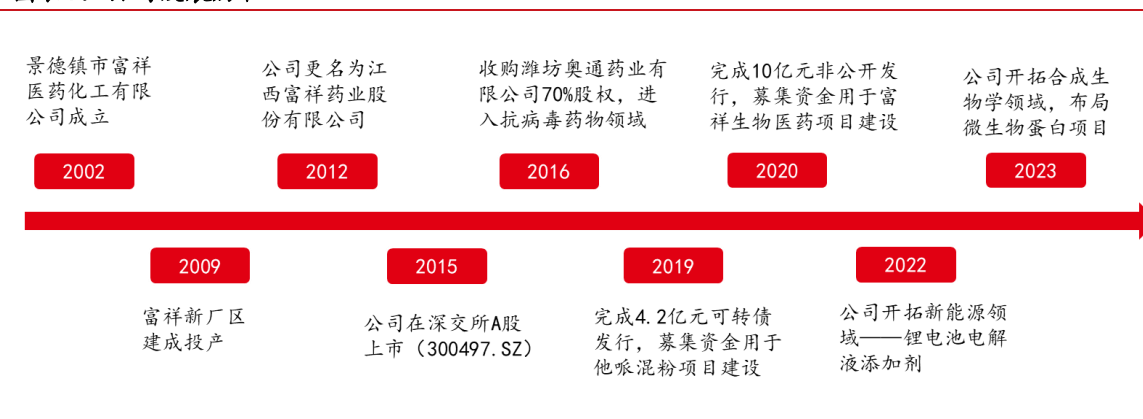 景德镇市富祥
医药化工有限
公司成立
2002
公司更名为江
西富祥药业股
份有限公司
2012
收购潍坊奥通药业有
限公司70%股权，进
入抗病毒药物领域
2016
完成10亿元非公开发
行，募集资金用于富
祥生物医药项目建设
2020
公司开拓合成生
物学领域，布局
微生物蛋白项目
2023
2009
富祥新厂区
建成投产
2015
公司在深交所A股
上市（300497.SZ）
2019
完成4.2亿元可转债
发行，募集资金用于
他哌混粉项目建设
2022
公司开拓新能源领
域——锂电池电解
液添加剂